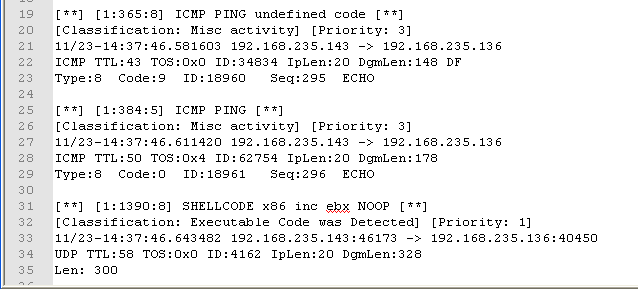 19 [**] [1:365:8] ICMP PING undefined code [**]
20 [Classification: Misc activity] [Priority: 3]
21 11/23-14:37:46.581603 192.168.235.143 -> 192.168.235.136
22 ICMP TTL:43 TOS:0x0 ID:34834 IpLen:20 DgmLen:148 DF
23 Type:8  Code:9  ID:18960   Seq:295  ECHO
24
25 [**] [1:384:5] ICMP PING [**]
26 [Classification: Misc activity] [Priority: 3]
27 11/23-14:37:46.611420 192.168.235.143 -> 192.168.235.136
28 ICMP TTL:50 TOS:0x4 ID:62754 IpLen:20 DgmLen:178
29 Type:8  Code:0  ID:18961   Seq:296  ECHO
30
31 [**] [1:1390:8] SHELLCODE x86 inc ebx NOOP [**]
32 [Classification: Executable Code was Detected] [Priority: 1]
33 11/23-14:37:46.643482 192.168.235.143:46173 -> 192.168.235.136:40450
34 UDP TTL:58 TOS:0x0 ID:4162 IpLen:20 DgmLen:328
35 Len: 300